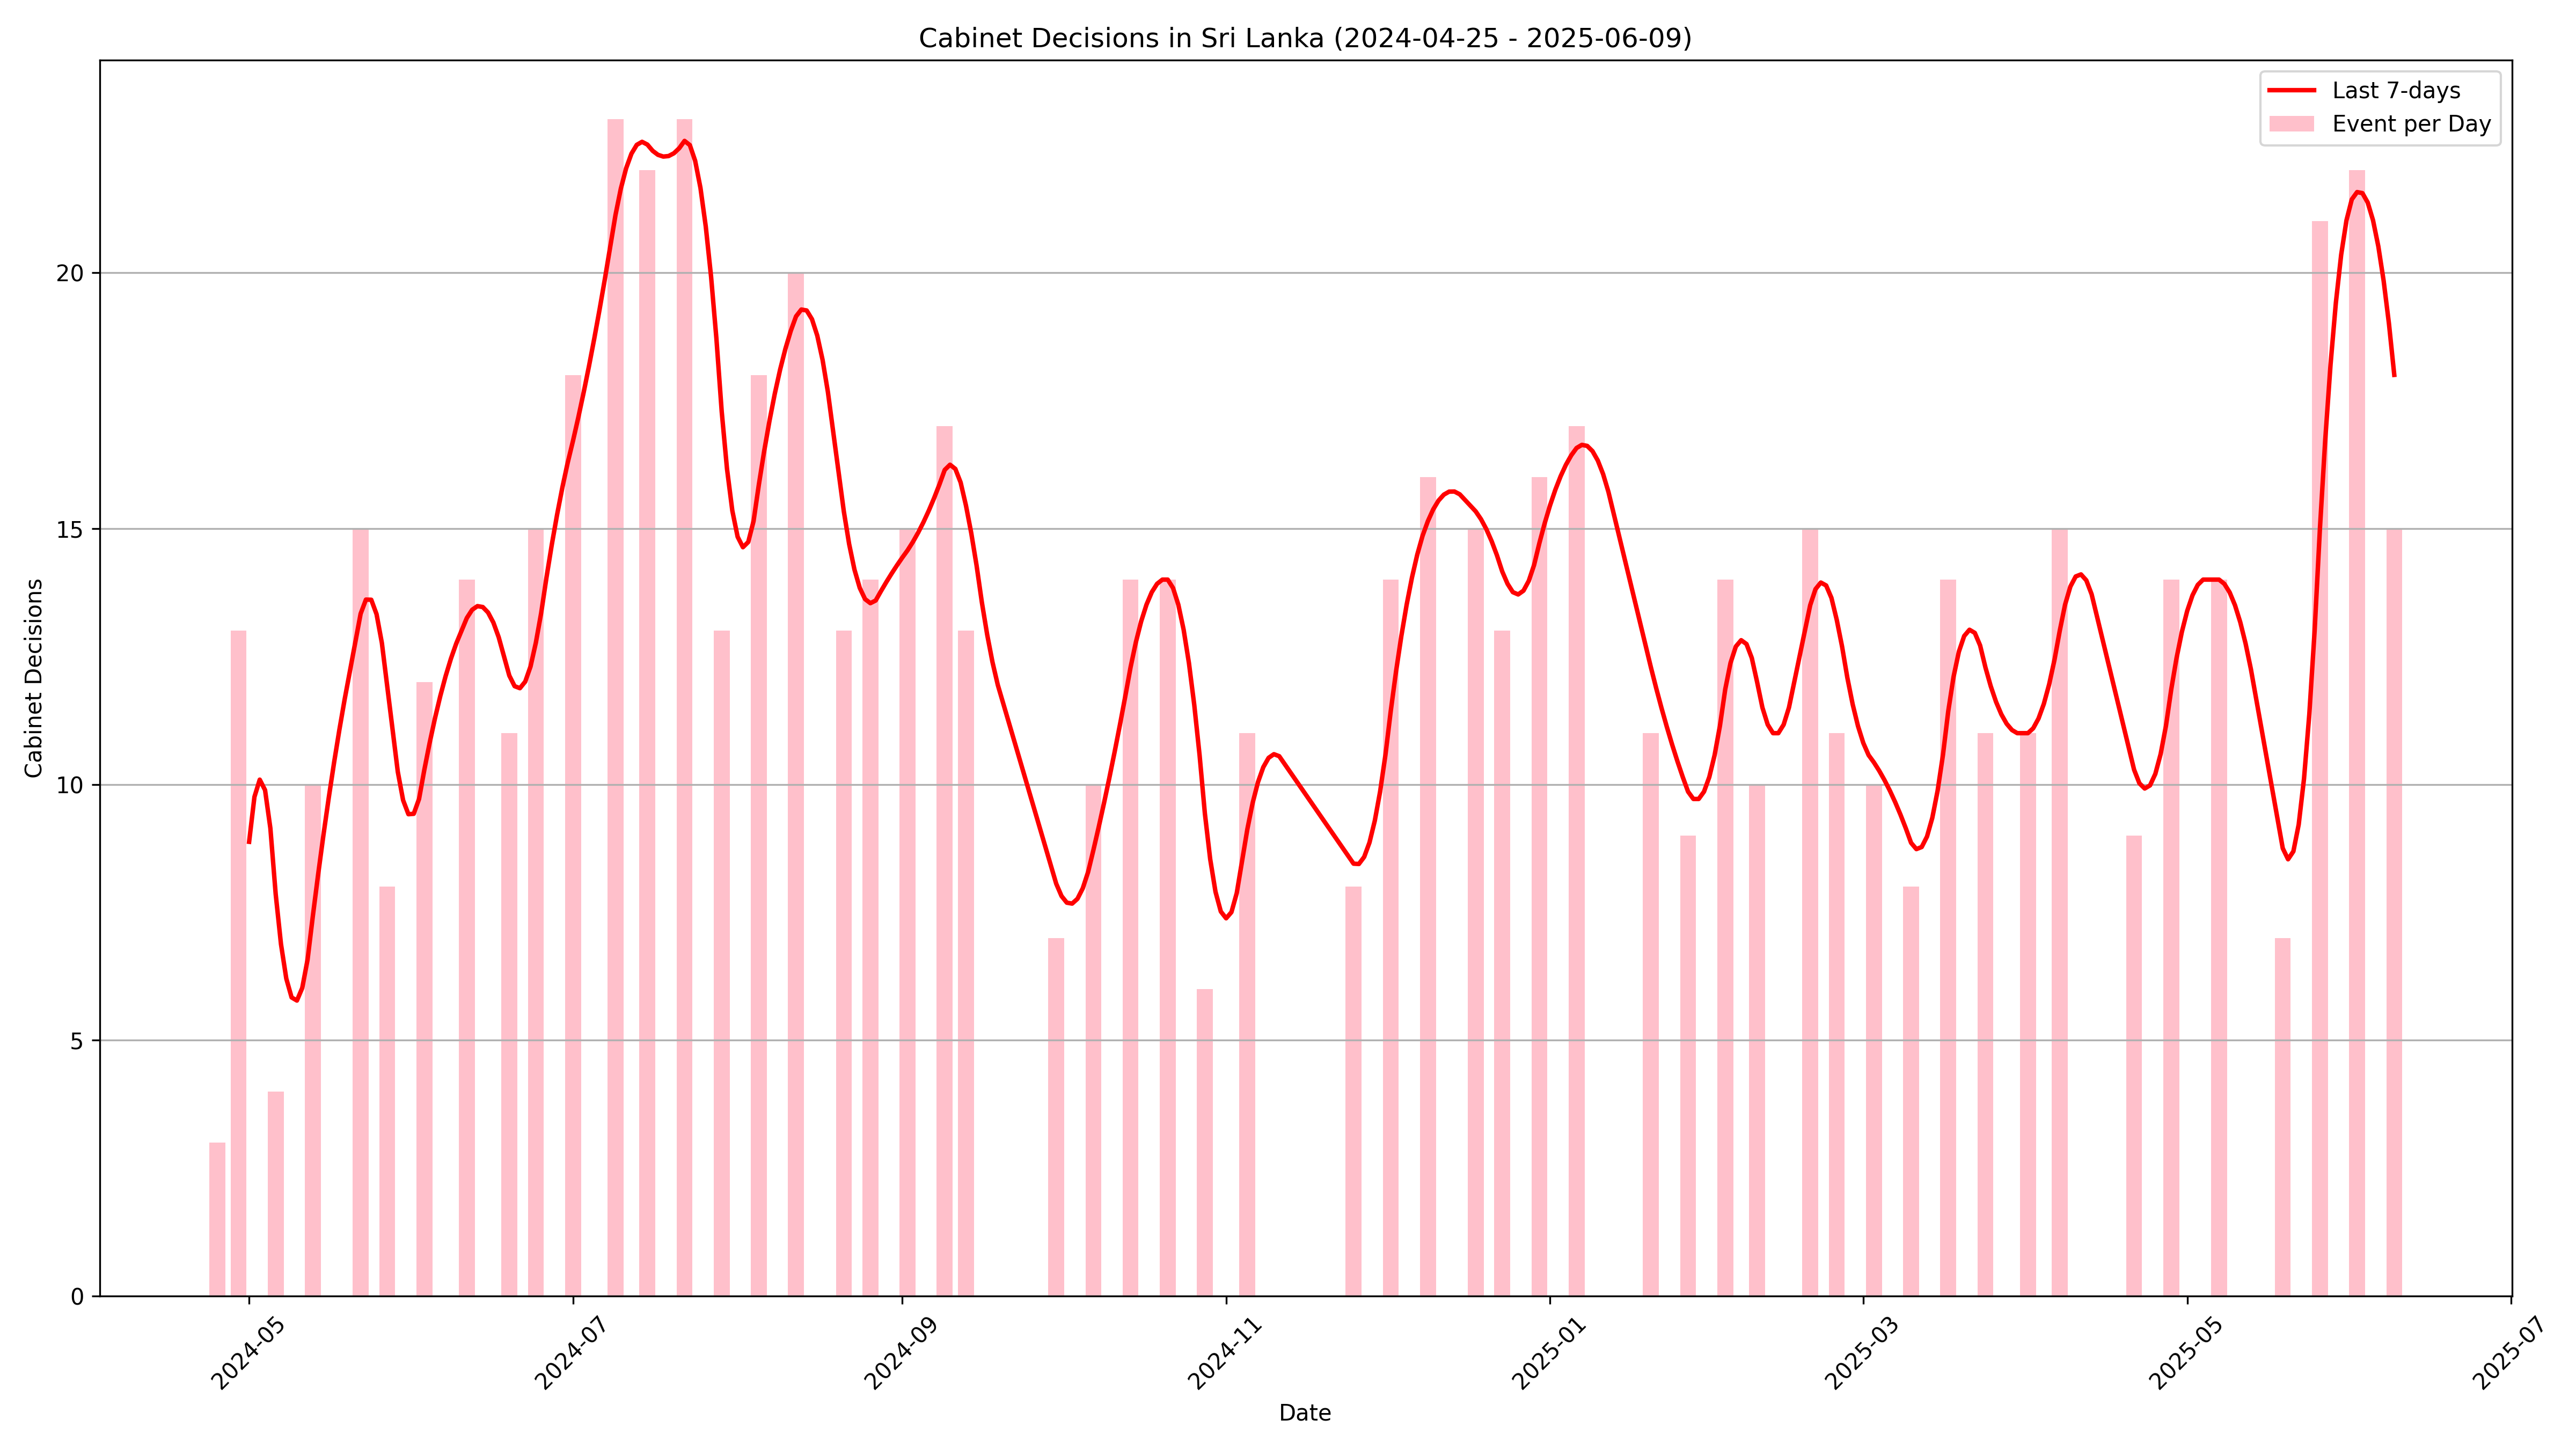 Cabinet Decisions in Sri Lanka (2024-04-25 - 2025-06-09)
Last 7-days
Event per Day
Cabinet Decisions
20
15
10
5
0
2024-05
2024-07
2024-09
2024-11
2025-01
2025-03
2025-05
2025-07
Date